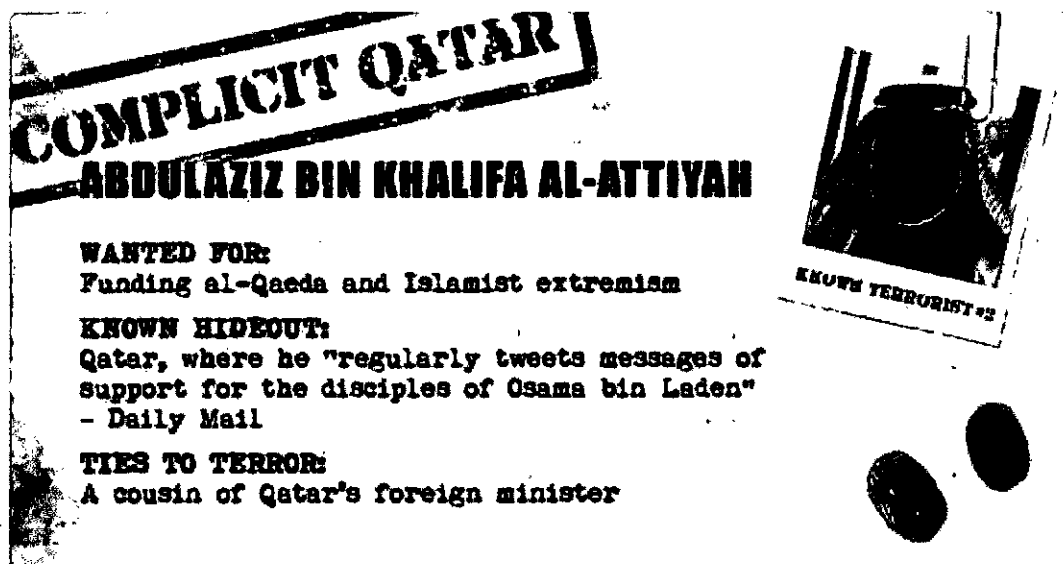 COMPLICIT QATAR
ABDULAZIZ BIN KHALIFA AL-ATTIYAH
WANTED FOR:
Funding al-Qaeda and Islamist extremism
KNOWN HIDEOUT:
Qatar, where he "regularly tweets messages of
support for the disciples of Osama bin Laden"
- Daily Mail
TIES TO TERROR:
A cousin of Qatar's foreign minister
KNOWN TERRORIST #2